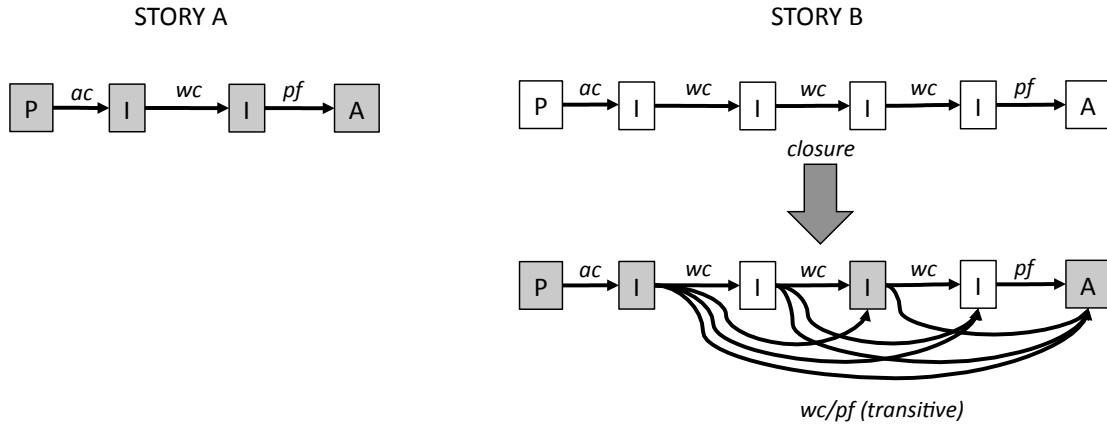 STORY A
STORY B
P ac I wc I pf A
P ac I wc I wc I wc I pf A
closure
P ac I wc I wc I wc I pf A
wc/pf (transitive)